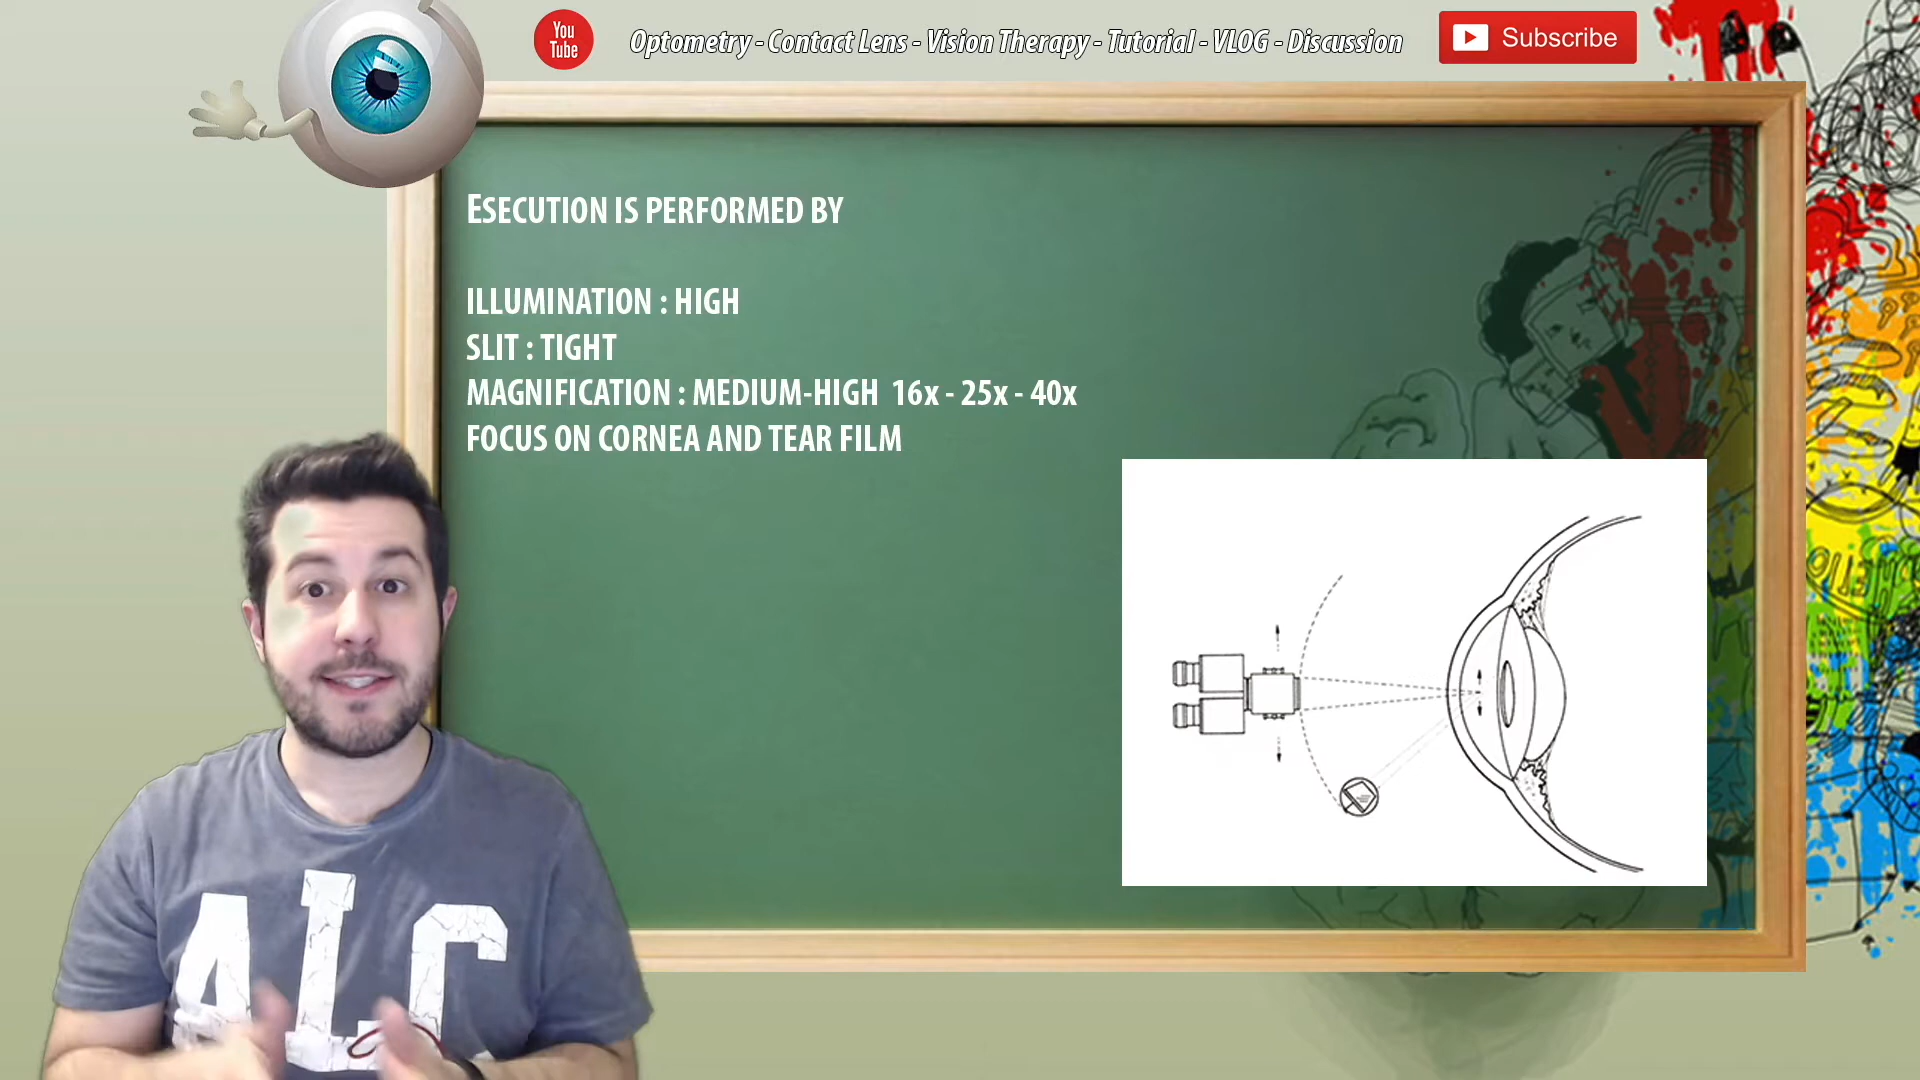 You
Tube
Optometry - Contact Lens - Vision Therapy - Tutorial - VLOG - Discussion
Subscribe
ESECUTION IS PERFORMED BY
ILLUMINATION : HIGH
SLIT : TIGHT
MAGNIFICATION : MEDIUM-HIGH 16x - 25x - 40x
FOCUS ON CORNEA AND TEAR FILM
ALC